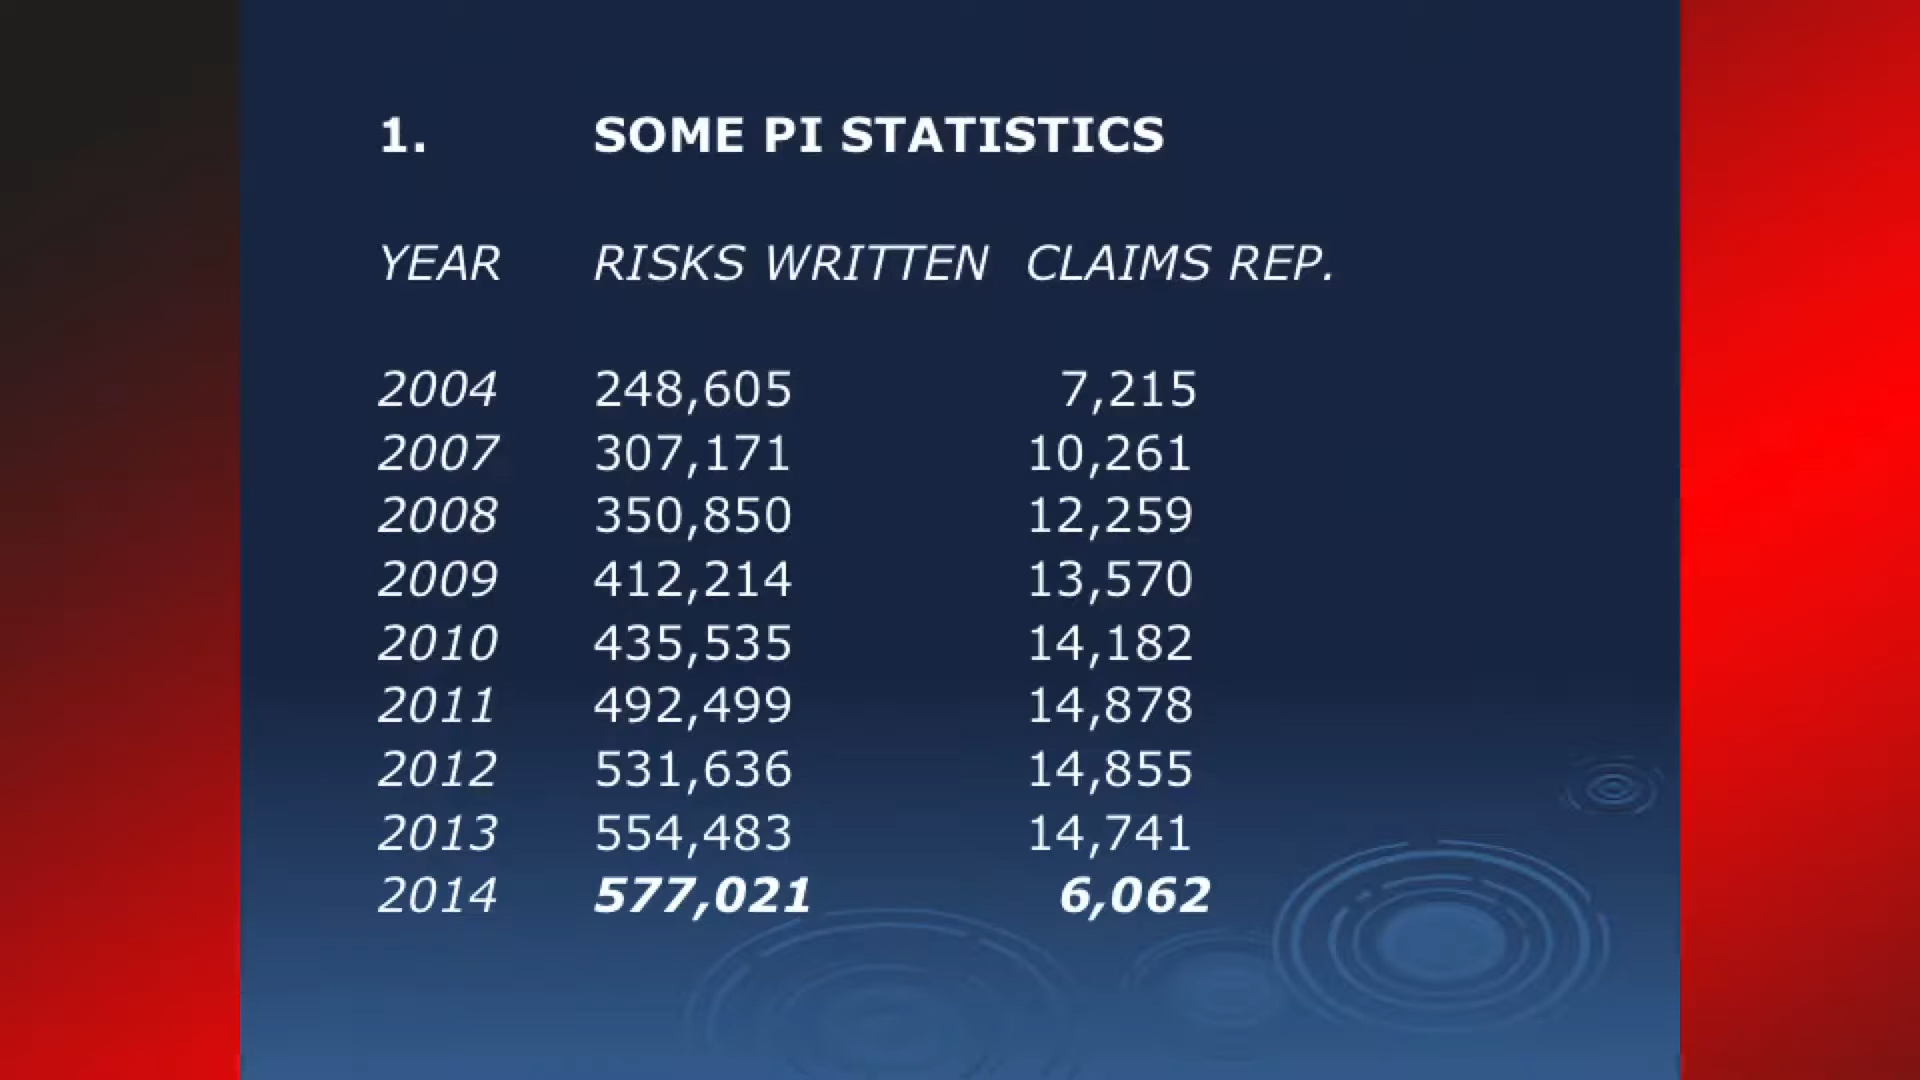 1. SOME PI STATISTICS
YEAR RISKS WRITTEN CLAIMS REP.
2004 248,605 7,215
2007 307,171 10,261
2008 350,850 12,259
2009 412,214 13,570
2010 435,535 14,182
2011 492,499 14,878
2012 531,636 14,855
2013 554,483 14,741
2014 577,021 6,062